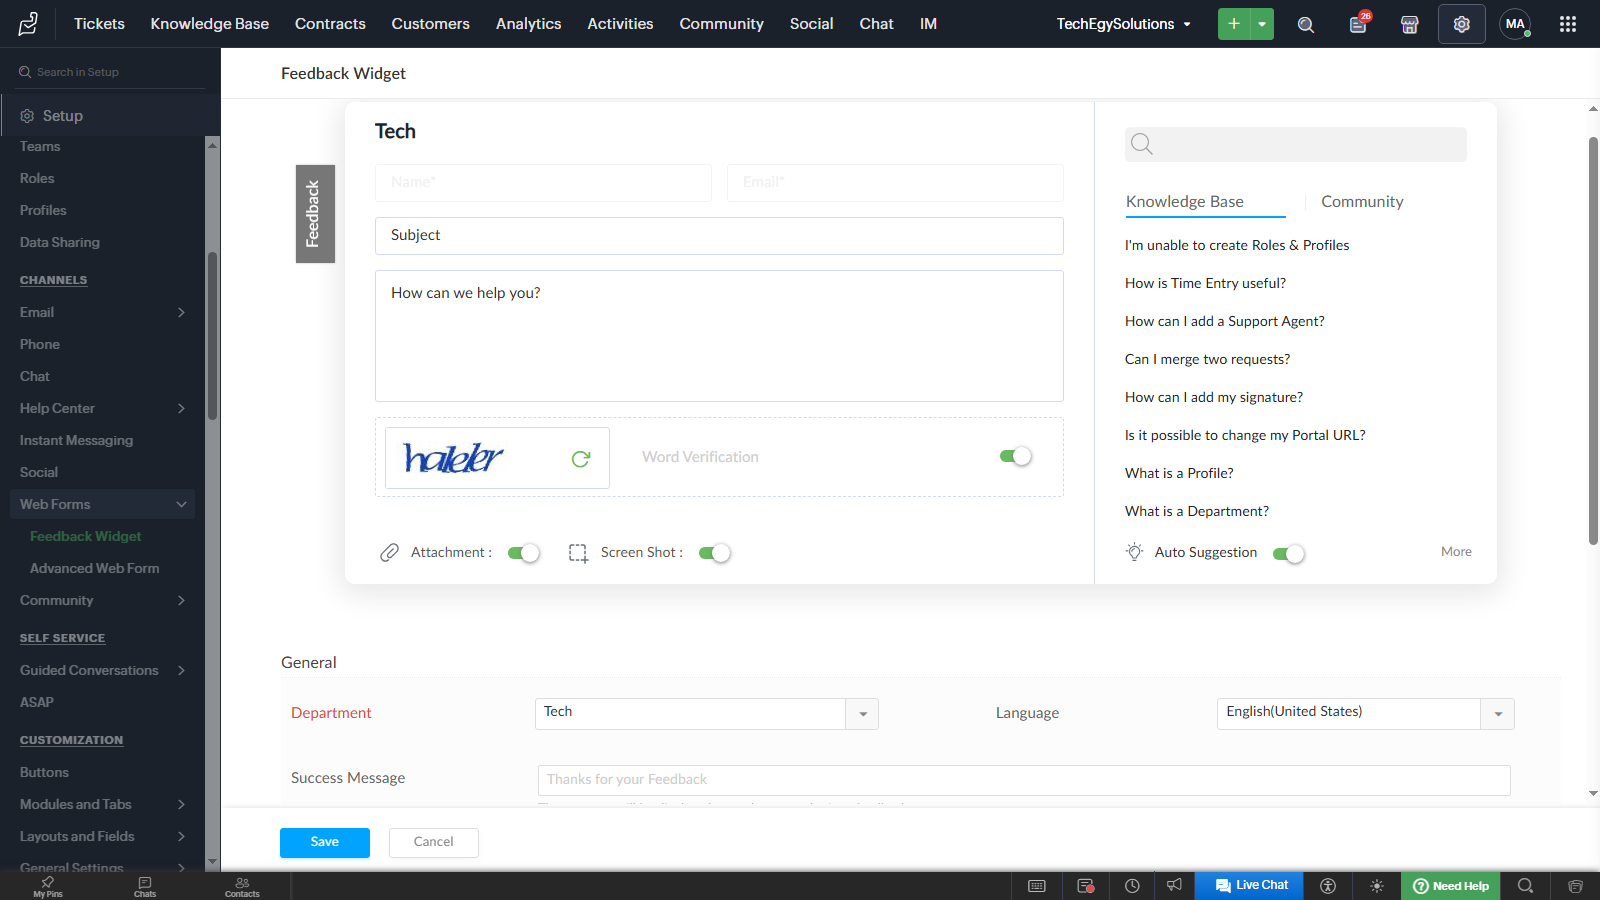 Tickets Knowledge Base Contracts Customers Analytics Activities Community Social Chat IM TechEgySolutions 26 MA
Search in Setup
Setup
Teams
Roles
Profiles
Data Sharing
CHANNELS
Email
Phone
Chat
Help Center
Instant Messaging
Social
Web Forms
Feedback Widget
Advanced Web Form
Community
SELF SERVICE
Guided Conversations
ASAP
CUSTOMIZATION
Buttons
Modules and Tabs
Layouts and Fields
General Settings
Feedback Widget
Feedback
Tech
Name* Email*
Subject
How can we help you?
haleler
Word Verification
Attachment : Screen Shot :
Knowledge Base Community
I'm unable to create Roles & Profiles
How is Time Entry useful?
How can I add a Support Agent?
Can I merge two requests?
How can I add my signature?
Is it possible to change my Portal URL?
What is a Profile?
What is a Department?
Auto Suggestion More
General
Department Tech Language English(United States)
Success Message Thanks for your Feedback
Save Cancel
My Pins Chats Contacts Live Chat Need Help